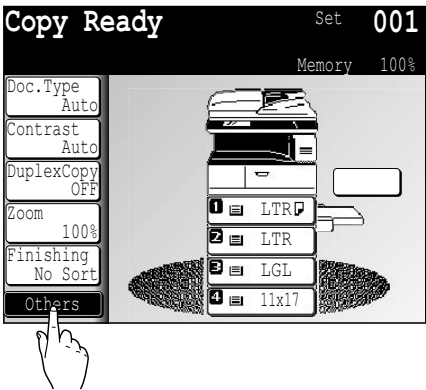 Copy Ready
Set 001
Memory 100%
Doc.Type
Auto
Contrast
Auto
DuplexCopy
OFF
Zoom
100%
Finishing
No Sort
Others
1 LTR
2 LTR
3 LGL
4 11x17